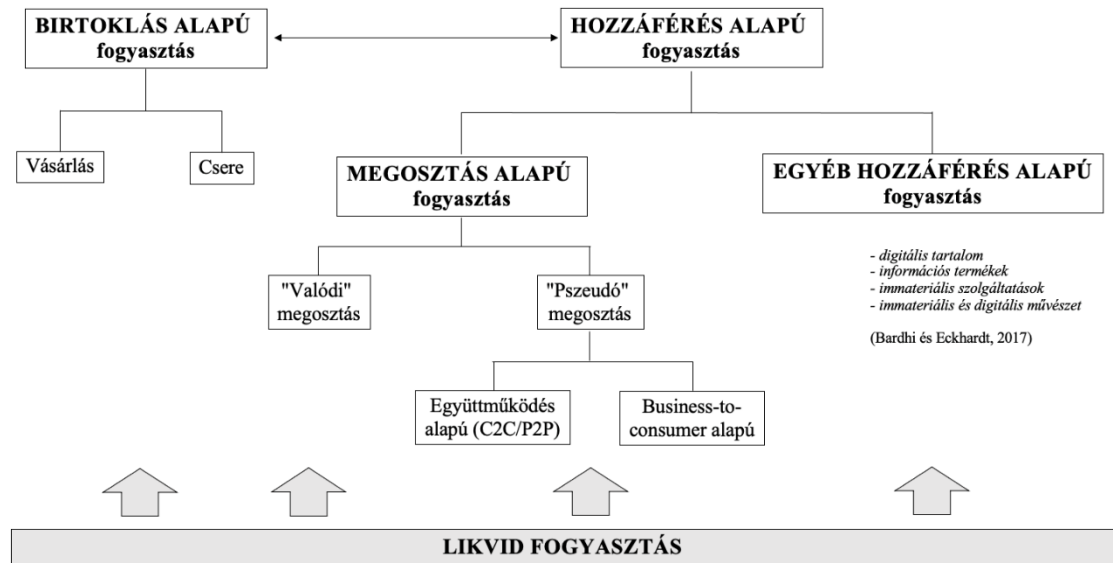 BIRTOKLÁS ALAPÚ
fogyasztás
HOZZÁFÉRÉS ALAPÚ
fogyasztás
Vásárlás
Csere
MEGOSZTÁS ALAPÚ
fogyasztás
EGYÉB HOZZÁFÉRÉS ALAPÚ
fogyasztás
"Valódi"
megosztás
"Pszeudó"
megosztás
- digitális tartalom
- információs termékek
- immateriális szolgáltatások
- immateriális és digitális művészet
(Bardhi és Eckhardt, 2017)
Együttműködés
alapú (C2C/P2P)
Business-to-
consumer alapú
LIKVID FOGYASZTÁS